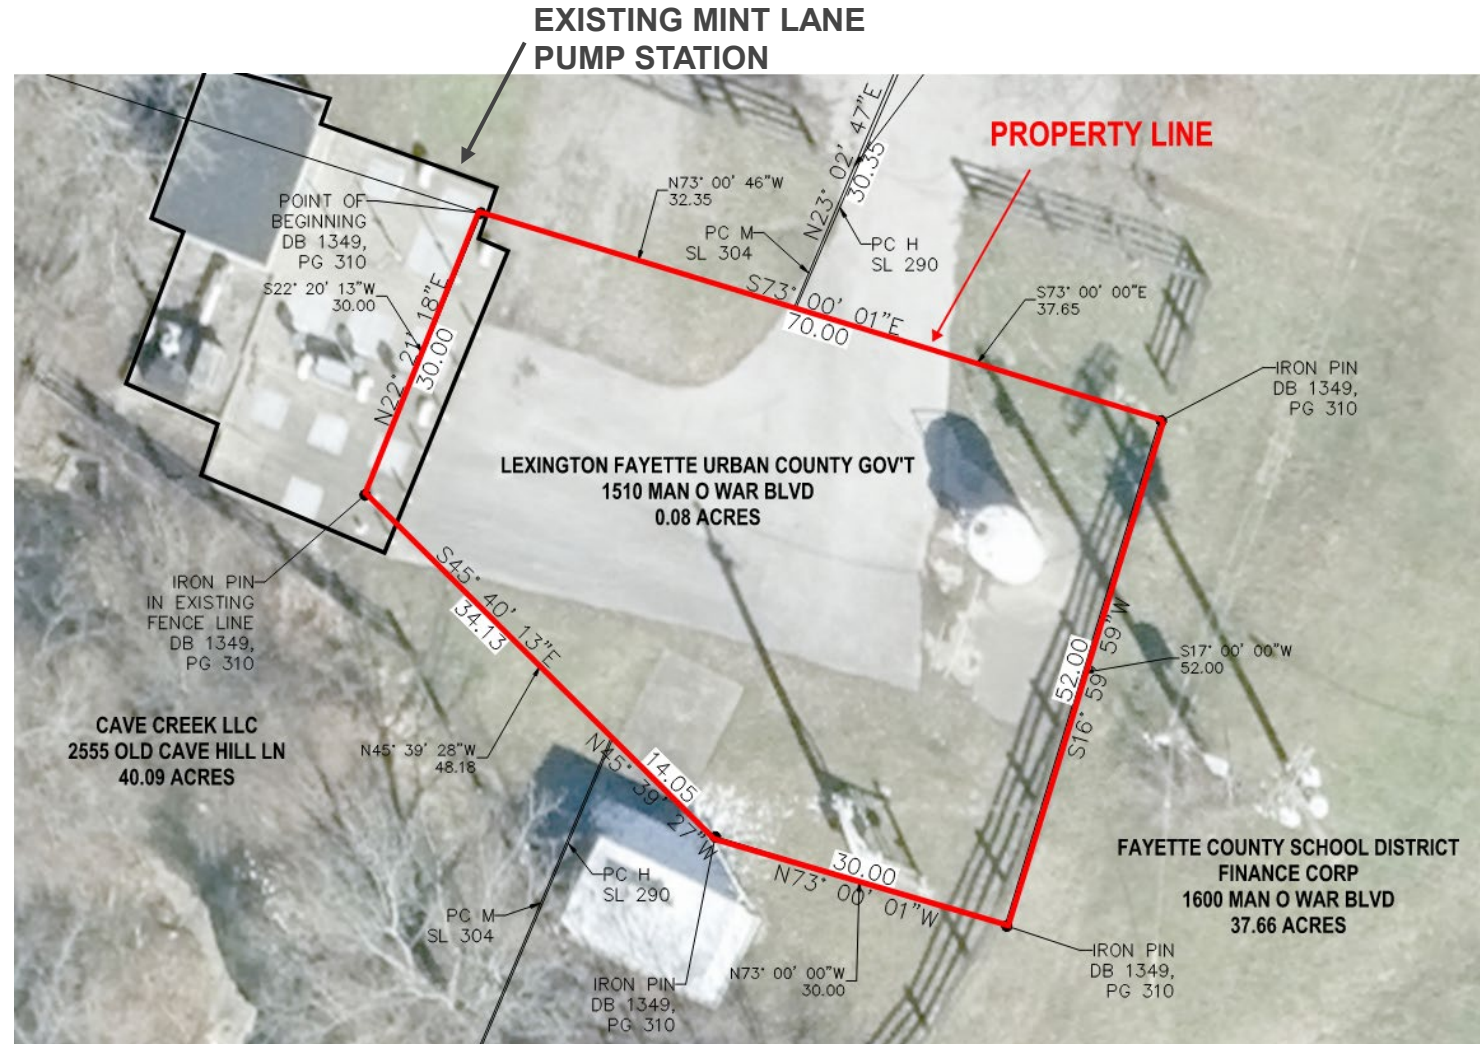 EXISTING MINT LANE
PUMP STATION
PROPERTY LINE
N23° 02' 47"E
30.35
N73° 00' 46"W
32.35
POINT OF
BEGINNING
DB 1349,
PG 310
PC M
SL 304
PC H
SL 290
S22° 20' 13"W
30.00
N22° 21' 18"E
30.00
S73° 00' 01"E
70.00
S73° 00' 00"E
37.65
IRON PIN
DB 1349,
PG 310
LEXINGTON FAYETTE URBAN COUNTY GOV'T
1510 MAN O WAR BLVD
0.08 ACRES
IRON PIN
IN EXISTING
FENCE LINE
DB 1349,
PG 310
S45° 40' 13"E
34.13
52.00
S16° 59' 59"W
S17° 00' 00"W
52.00
CAVE CREEK LLC
2555 OLD CAVE HILL LN
40.09 ACRES
N45° 39' 28"W
48.18
14.05
N45° 39' 27"W
PC H
SL 290
PC M
SL 304
30.00
N73° 00' 01"W
FAYETTE COUNTY SCHOOL DISTRICT
FINANCE CORP
1600 MAN O WAR BLVD
37.66 ACRES
IRON PIN
DB 1349,
PG 310
N73° 00' 00"W
30.00
IRON PIN
DB 1349,
PG 310